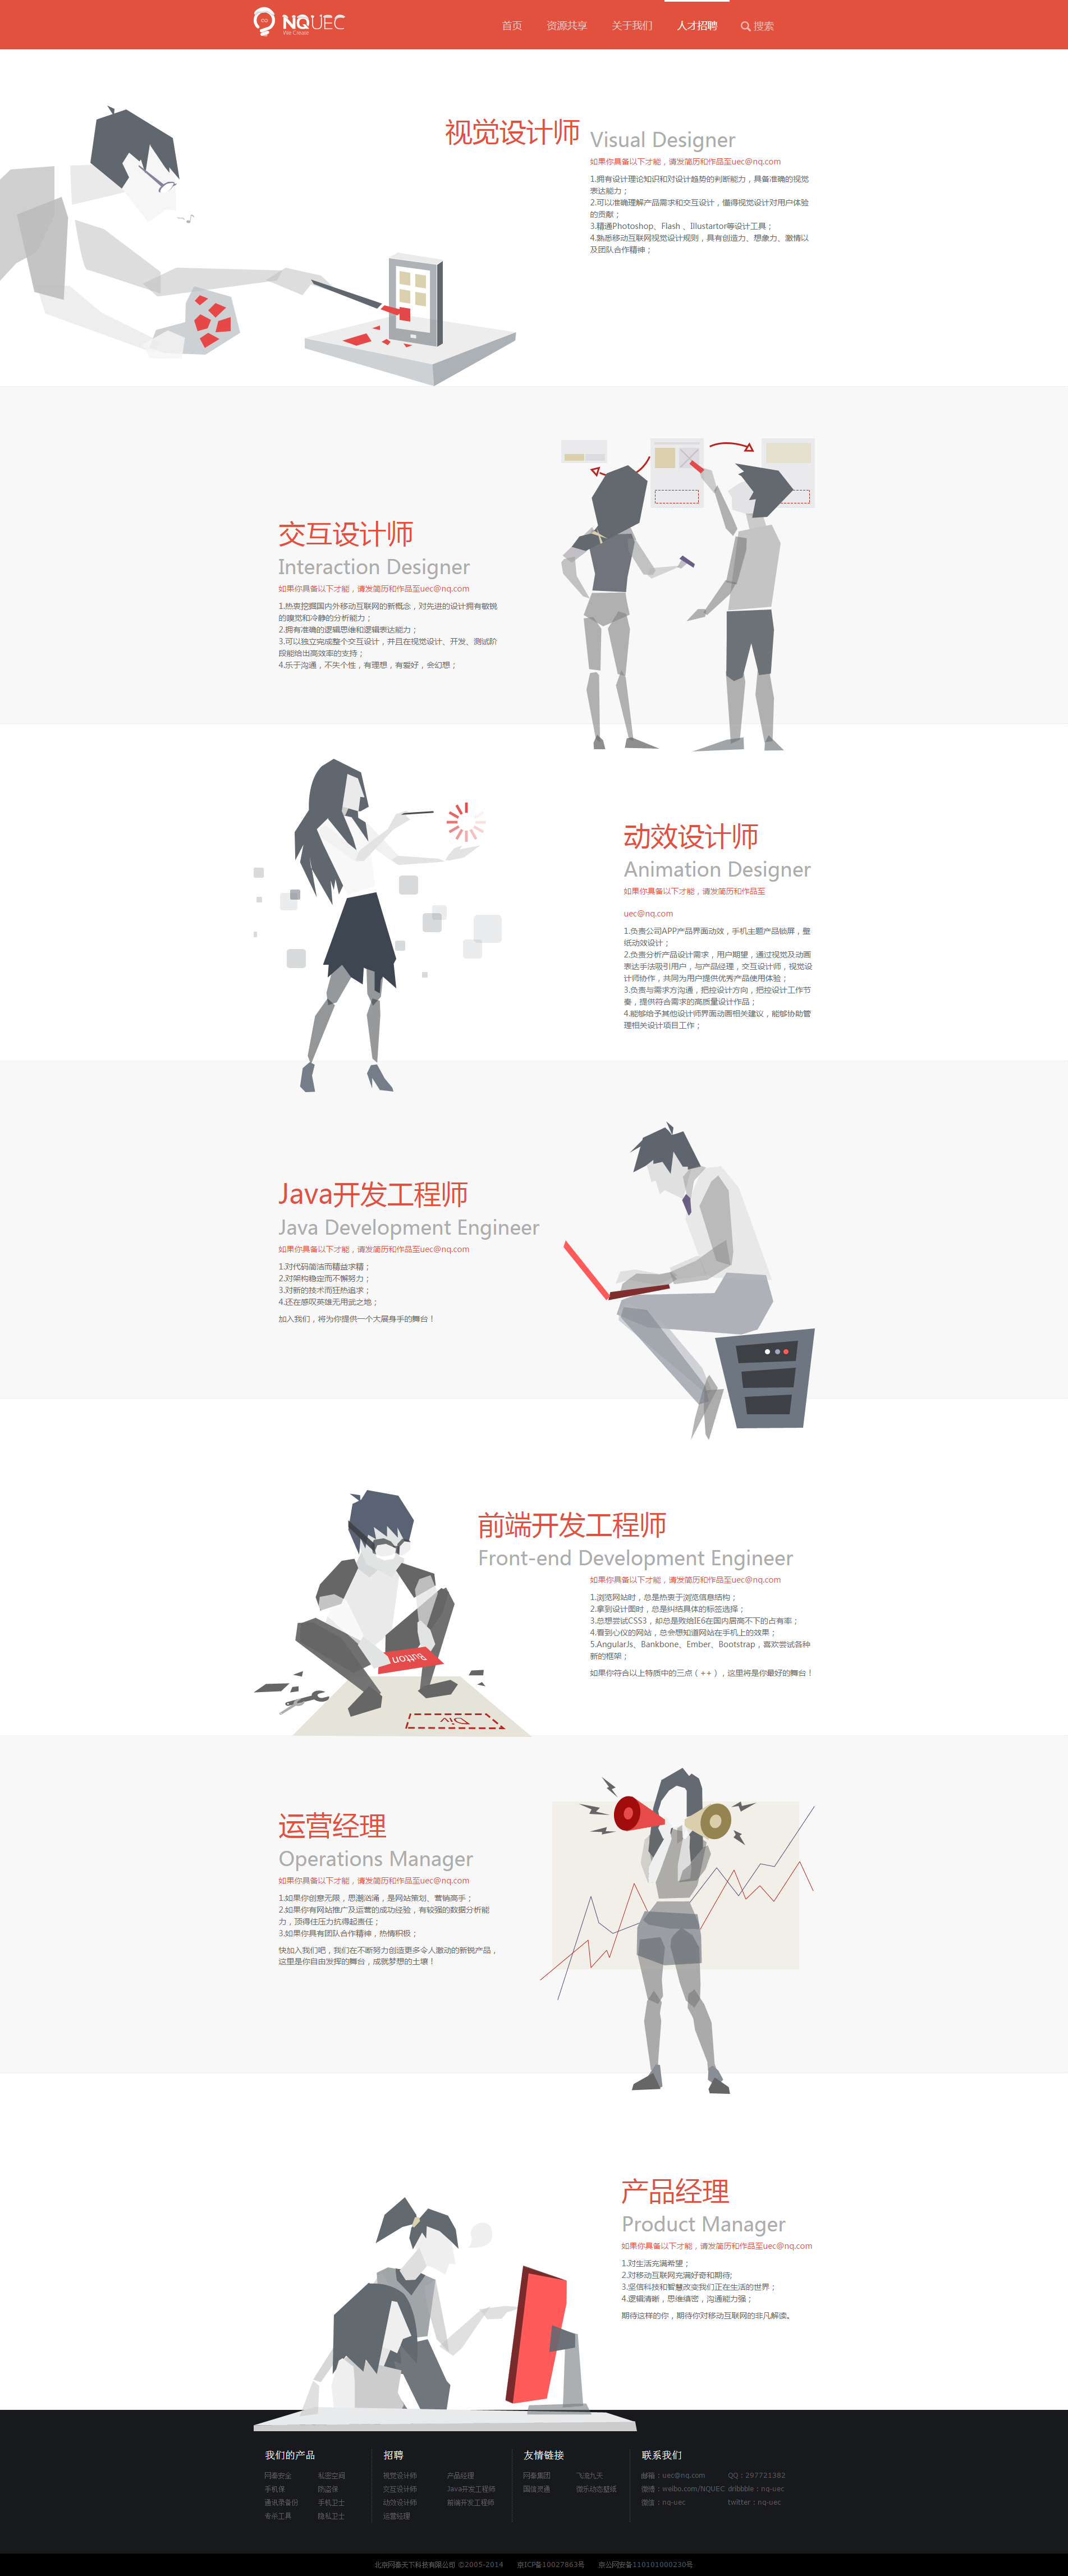 NQUEC
We Create
首页
资源共享
关于我们
人才招聘
搜索
视觉设计师
Visual Designer
如果你具备以下才能，请发简历和作品至uec@nq.com
1.拥有设计理论知识和对设计趋势的判断能力，具备准确的视觉
表达能力；
2.可以准确理解产品需求和交互设计，懂得视觉设计对用户体验
的贡献；
3.精通Photoshop、Flash 、Illustartor等设计工具；
4.熟悉移动互联网视觉设计规则，具有创造力、想象力、激情以
及团队合作精神；
交互设计师
Interaction Designer
如果你具备以下才能，请发简历和作品至uec@nq.com
1.热衷挖掘国内外移动互联网的新概念，对先进的设计拥有敏锐
的嗅觉和冷静的分析能力；
2.拥有准确的逻辑思维和逻辑表达能力；
3.可以独立完成整个交互设计，并且在视觉设计、开发、测试阶
段能给出高效率的支持；
4.乐于沟通，不失个性，有理想，有爱好，会幻想；
动效设计师
Animation Designer
如果你具备以下才能，请发简历和作品至
uec@nq.com
1.负责公司APP产品界面动效，手机主题产品锁屏，壁
纸动效设计；
2.负责分析产品设计需求，用户期望，通过视觉及动画
表达手法吸引用户，与产品经理，交互设计师，视觉设
计师协作，共同为用户提供优秀产品使用体验；
3.负责与需求方沟通，把控设计方向，把控设计工作节
奏，提供符合需求的高质量设计作品；
4.能够给予其他设计师界面动画相关建议，能够协助管
理相关设计项目工作；
Java开发工程师
Java Development Engineer
如果你具备以下才能，请发简历和作品至uec@nq.com
1.对代码简洁而精益求精；
2.对架构稳定而不懈努力；
3.对新的技术而狂热追求；
4.还在感叹英雄无用武之地；
加入我们，将为你提供一个大展身手的舞台！
前端开发工程师
Front-end Development Engineer
如果你具备以下才能，请发简历和作品至uec@nq.com
1.浏览网站时，总是热衷于浏览信息结构；
2.拿到设计图时，总是纠结具体的标签选择；
3.总想尝试CSS3，却总是败给IE6在国内居高不下的占有率；
4.看到心仪的网站，总会想知道网站在手机上的效果；
5.AngularJs、Bankbone、Ember、Bootstrap，喜欢尝试各种
新的框架；
如果你符合以上特质中的三点（++），这里将是你最好的舞台！
Button
Div
运营经理
Operations Manager
如果你具备以下才能，请发简历和作品至uec@nq.com
1.如果你创意无限，思潮汹涌，是网站策划、营销高手；
2.如果你有网站推广及运营的成功经验，有较强的数据分析能
力，顶得住压力抗得起责任；
3.如果你具有团队合作精神，热情积极；
快加入我们吧，我们在不断努力创造更多令人激动的新锐产品，
这里是你自由发挥的舞台，成就梦想的土壤！
产品经理
Product Manager
如果你具备以下才能，请发简历和作品至uec@nq.com
1.对生活充满希望；
2.对移动互联网充满好奇和期待;
3.坚信科技和智慧改变我们正在生活的世界；
4.逻辑清晰，思维缜密，沟通能力强；
期待这样的你，期待你对移动互联网的非凡解读。
我们的产品
网秦安全 私密空间
手机保 防盗保
通讯录备份 手机卫士
专杀工具 隐私卫士
招聘
视觉设计师 产品经理
交互设计师 Java开发工程师
动效设计师 前端开发工程师
运营经理
友情链接
网秦集团 飞流九天
国信灵通 微乐动态壁纸
联系我们
邮箱：uec@nq.com QQ：297721382
微博：weibo.com/NQUEC dribbble：nq-uec
微信：nq-uec twitter：nq-uec
北京网秦天下科技有限公司 ©2005-2014 京ICP备10027863号 京公网安备110101000230号